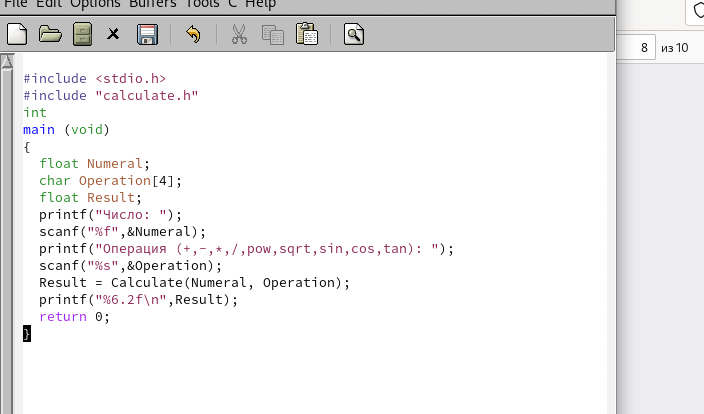 File Edit Options Buffers Tools C Help
8 из 10
#include <stdio.h>
#include "calculate.h"
int
main (void)
{
  float Numeral;
  char Operation[4];
  float Result;
  printf("Число: ");
  scanf("%f",&Numeral);
  printf("Операция (+,-,*,/,pow,sqrt,sin,cos,tan): ");
  scanf("%s",&Operation);
  Result = Calculate(Numeral, Operation);
  printf("%6.2f\n",Result);
  return 0;
}